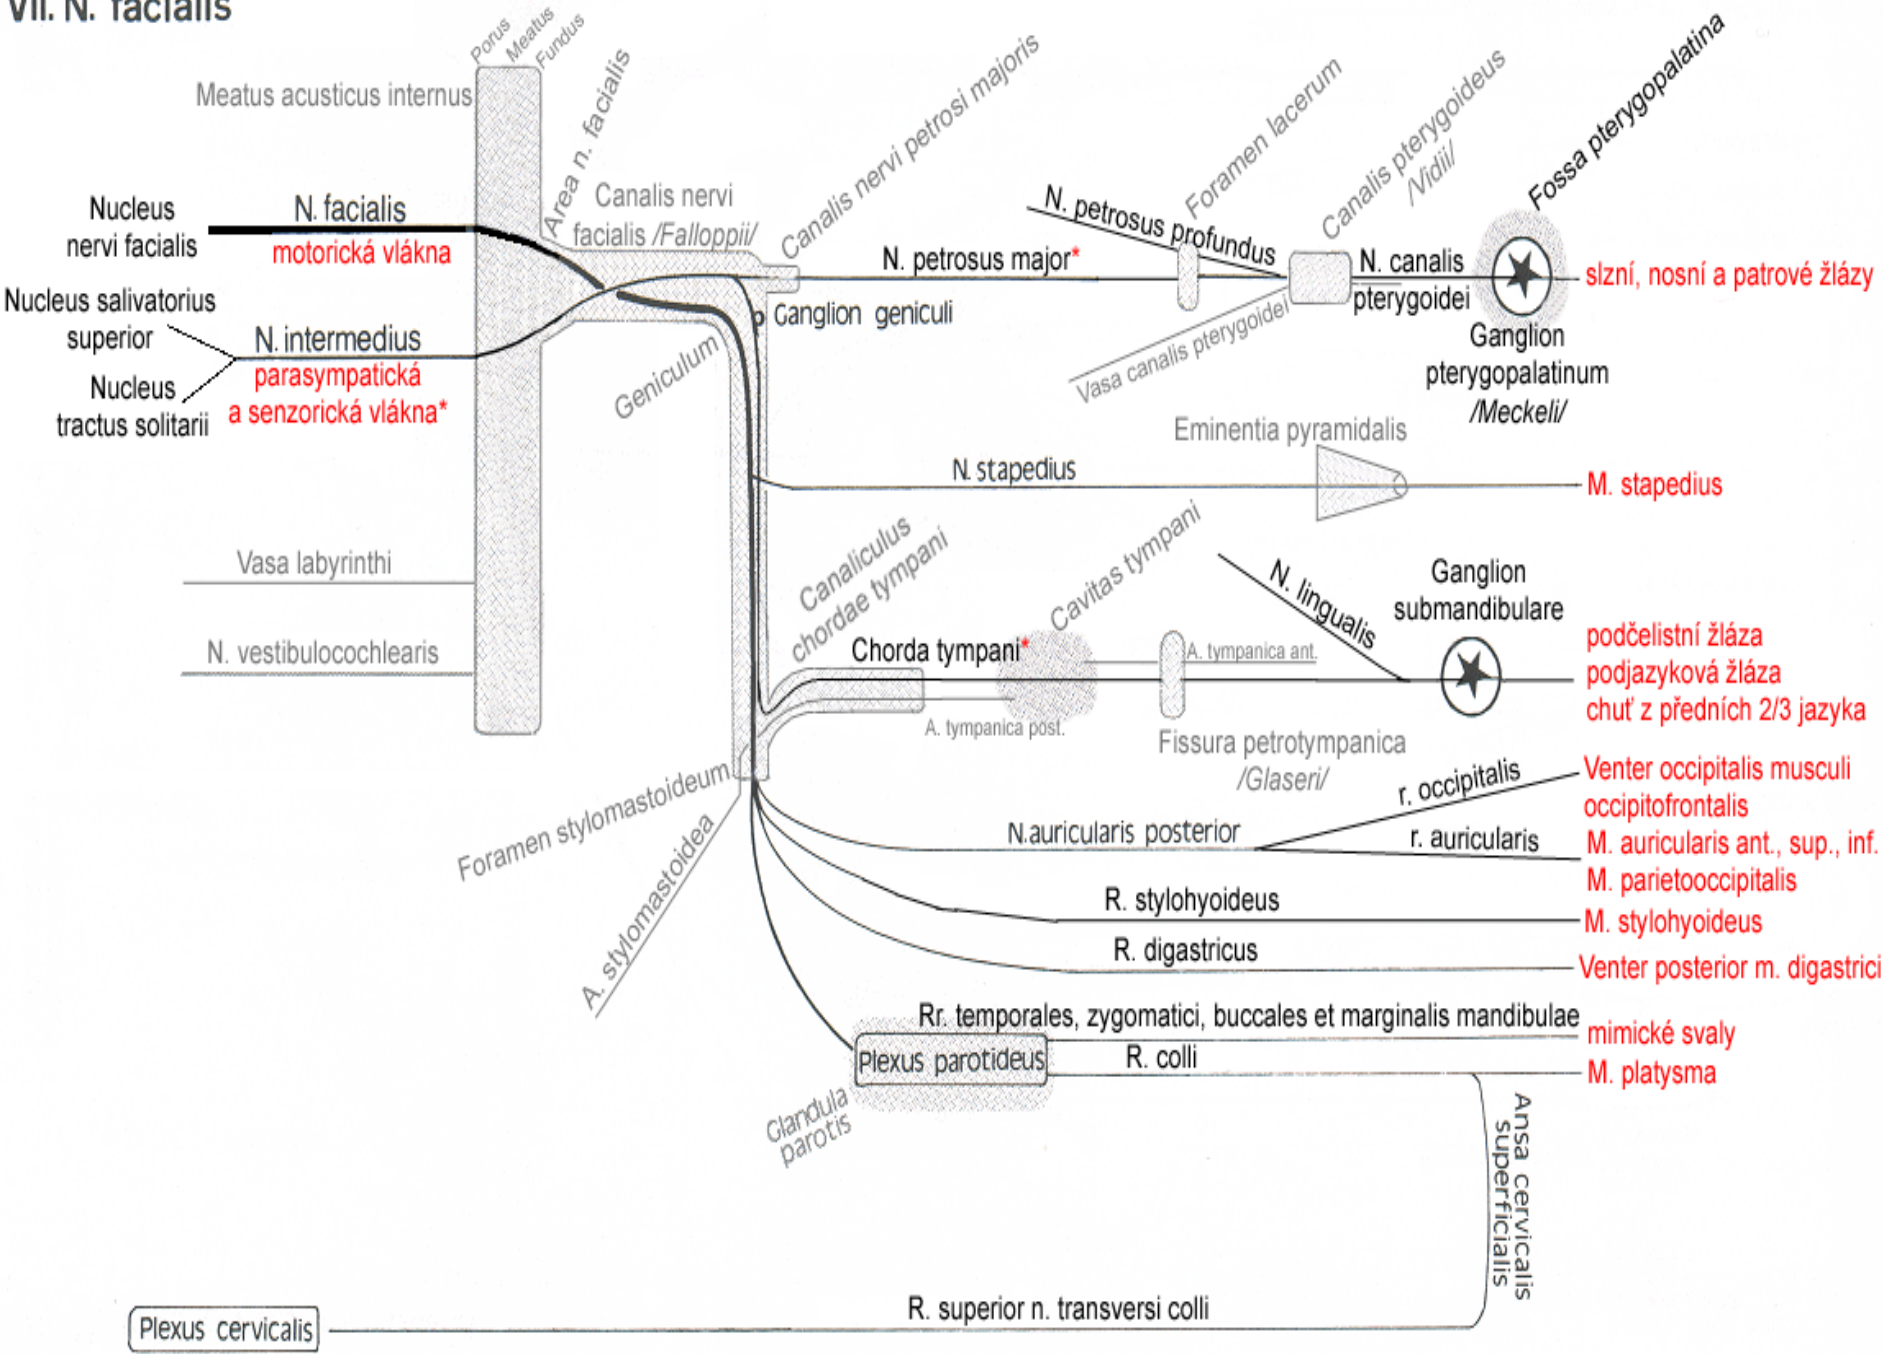 VII. N. facialis
Porus
Meatus
Fundus
Meatus acusticus internus
Area n. facialis
Canalis nervi
facialis /Falloppii/
Canalis nervi petrosi majoris
Foramen lacerum
Canalis pterygoideus
/Vidii/
Fossa pterygopalatina
Nucleus
nervi facialis
N. facialis
motorická vlákna
N. petrosus major*
N. petrosus profundus
N. canalis
pterygoidei
slzní, nosní a patrové žlázy
Nucleus salivatorius
superior
N. intermedius
parasympatická
a senzorická vlákna*
Nucleus
tractus solitarii
Ganglion geniculi
Geniculum
Vasa canalis pterygoidei
Ganglion
pterygopalatinum
/Meckeli/
Eminentia pyramidalis
N. stapedius
M. stapedius
Vasa labyrinthi
N. vestibulocochlearis
Canaliculus
chordae tympani
Cavitas tympani
N. lingualis
Ganglion
submandibulare
Chorda tympani*
A. tympanica ant.
A. tympanica post.
podčelistní žláza
podjazyková žláza
chuť z předních 2/3 jazyka
Fissura petrotympanica
/Glaseri/
Foramen stylomastoideum
A. stylomastoidea
r. occipitalis
Venter occipitalis musculi
occipitofrontalis
N.auricularis posterior
r. auricularis
M. auricularis ant., sup., inf.
M. parietooccipitalis
R. stylohyoideus
M. stylohyoideus
R. digastricus
Venter posterior m. digastrici
Rr. temporales, zygomatici, buccales et marginalis mandibulae
mimické svaly
Plexus parotideus
R. colli
M. platysma
Glandula
parotis
Ansa cervicalis
superficialis
R. superior n. transversi colli
Plexus cervicalis